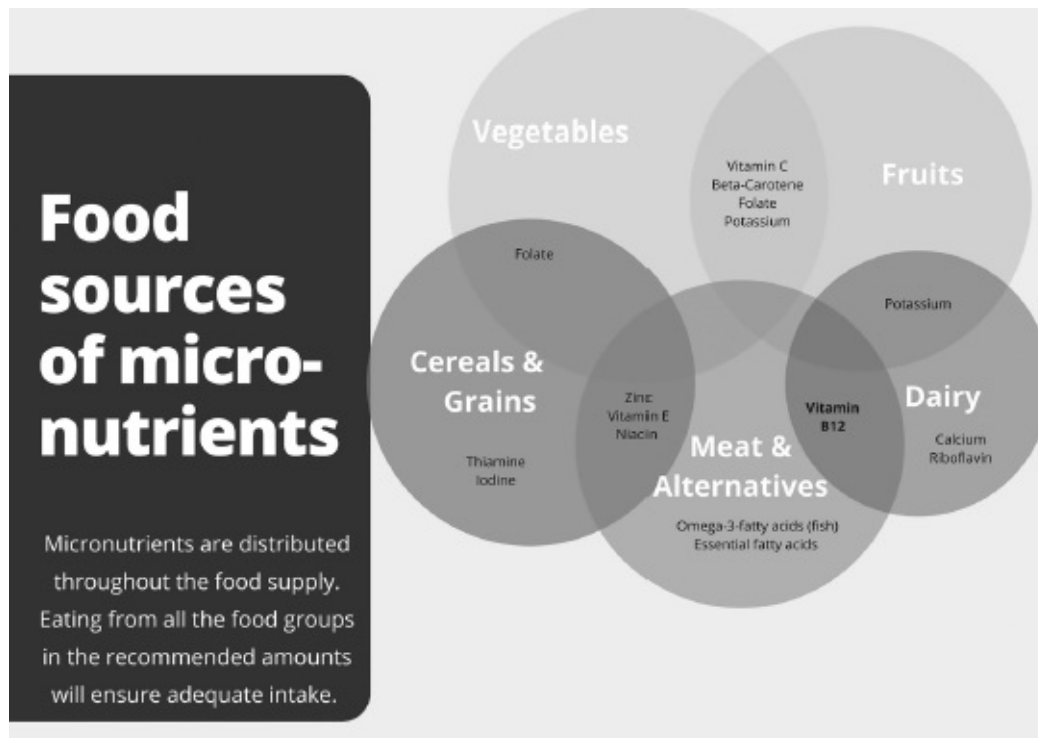 Food
sources
of micro-
nutrients
Micronutrients are distributed
throughout the food supply.
Eating from all the food groups
in the recommended amounts
will ensure adequate intake.
Vegetables
Fruits
Vitamin C
Beta-Carotene
Folate
Potassium
Folate
Potassium
Cereals &
Grains
Zinc
Vitamin E
Niacin
Thiamine
Iodine
Meat &
Alternatives
Omega-3-fatty acids (fish)
Essential fatty acids
Vitamin
B12
Dairy
Calcium
Riboflavin